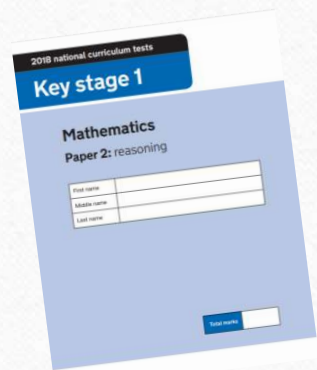 2018 national curriculum tests
Key stage 1
Mathematics
Paper 2: reasoning
First name
Middle name
Last name
Total marks